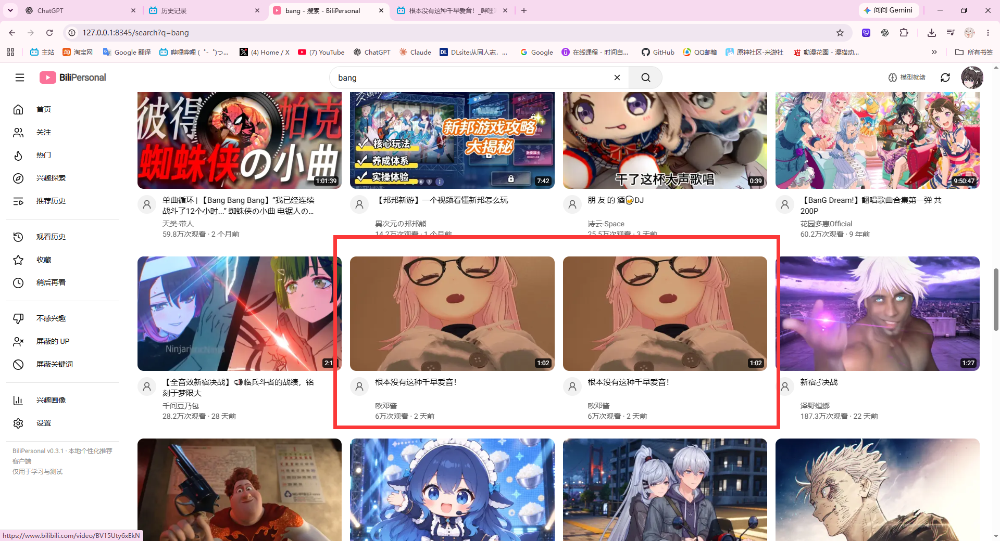 ChatGPT
历史记录
bang - 搜索 - BiliPersonal
根本没有这种千早爱音！_哔哩
问问 Gemini
127.0.0.1:8345/search?q=bang
主站
淘宝网
Google 翻译
哔哩哔哩 (゜-゜)つ...
(4) Home / X
(7) YouTube
ChatGPT
Claude
DLsite:从同人志，...
Google
在线课程 - 时间自...
GitHub
QQ邮箱
原神社区-米游社
動漫花園 - 漫猫动...
所有书签
BiliPersonal
bang
模型就绪
首页
关注
热门
兴趣探索
推荐历史
观看历史
收藏
稍后再看
不感兴趣
屏蔽的 UP
屏蔽关键词
兴趣画像
设置
BiliPersonal v0.3.1 · 本地个性化推荐
客户端
仅用于学习与测试
彼得 帕克
蜘蛛侠の小曲
1:01:39
单曲循环 | 【Bang Bang Bang】“我已经连续
战斗了12个小时...” 蜘蛛侠の小曲 电锯人の...
天樊-带人
59.8万次观看 · 2 个月前
新邦游戏攻略
大揭秘
核心玩法
养成体系
实操体验
激奏演出
7:42
【邦邦新游】一个视频看懂新邦怎么玩
異次元の邦邦熊
14.2万次观看 · 1 个月前
干了这杯大声歌唱
0:39
朋 友 的 酒🍺DJ
诗云-Space
25.5万次观看 · 3 天前
9:50:47
【BanG Dream!】翻唱歌曲合集第一弹 共
200P
花园多惠Official
60.2万次观看 · 9 年前
2:1
【全音效新宿决战】📢临兵斗者的战绩，铭
刻于梦限大
千问豆乃包
28.2万次观看 · 28 天前
1:02
根本没有这种千早爱音！
欧邓酱
6万次观看 · 2 天前
1:02
根本没有这种千早爱音！
欧邓酱
6万次观看 · 2 天前
1:27
新宿♂决战
泽野螳螂
187.3万次观看 · 22 天前
https://www.bilibili.com/video/BV15Uty6xEkN